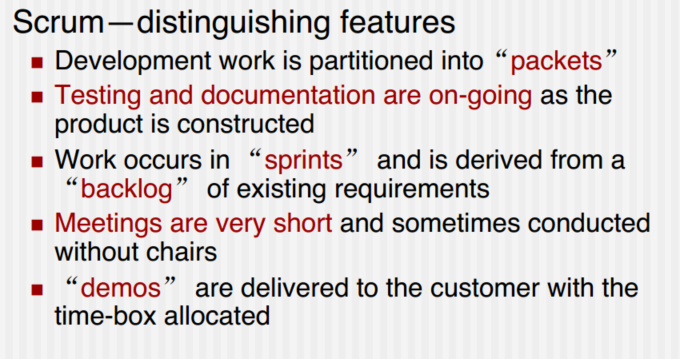 Scrum—distinguishing features
■ Development work is partitioned into “packets”
■ Testing and documentation are on-going as the
product is constructed
■ Work occurs in “sprints” and is derived from a
“backlog” of existing requirements
■ Meetings are very short and sometimes conducted
without chairs
■ “demos” are delivered to the customer with the
time-box allocated